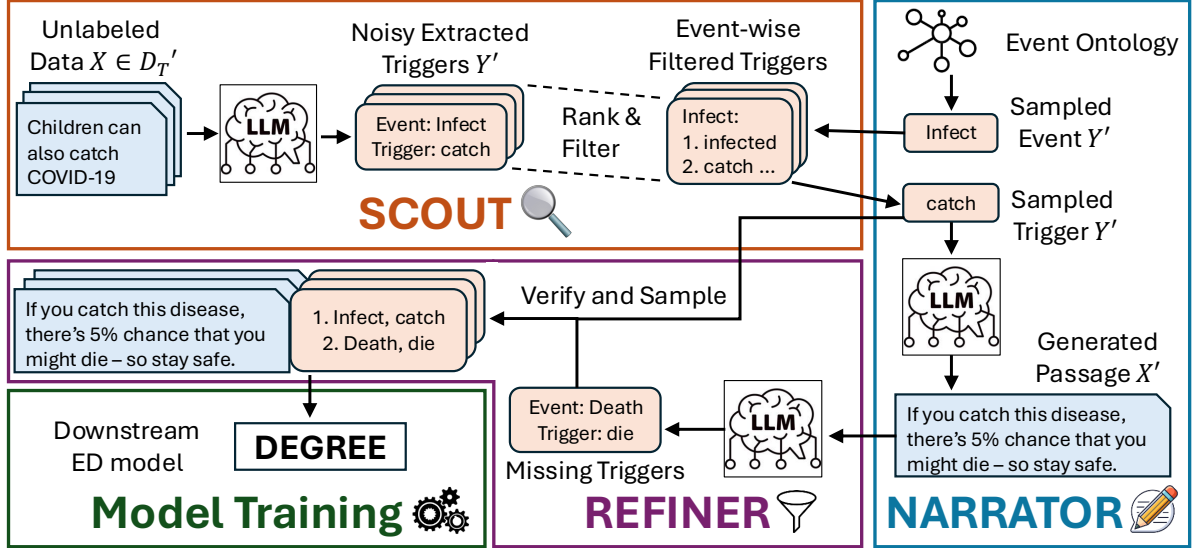 Unlabeled
Data X ∈ D_T′
Children can
also catch
COVID-19
LLM
Noisy Extracted
Triggers Y′
Event: Infect
Trigger: catch
Rank &
Filter
Event-wise
Filtered Triggers
Infect:
1. infected
2. catch ...
SCOUT
Event Ontology
Infect
Sampled
Event Y′
catch
Sampled
Trigger Y′
LLM
Generated
Passage X′
If you catch this disease,
there's 5% chance that you
might die – so stay safe.
NARRATOR
If you catch this disease,
there's 5% chance that you
might die – so stay safe.
1. Infect, catch
2. Death, die
Verify and Sample
Event: Death
Trigger: die
Missing Triggers
LLM
REFINER
Downstream
ED model
DEGREE
Model Training